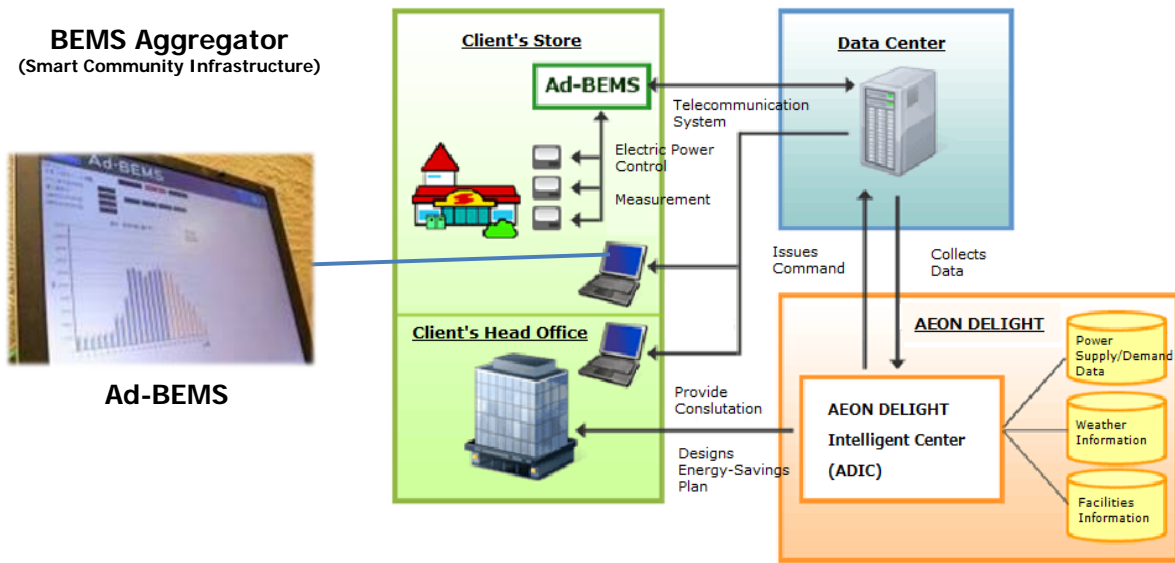 BEMS Aggregator
(Smart Community Infrastructure)
Ad-BEMS
Ad-BEMS
Client's Store
Ad-BEMS
Telecommunication
System
Electric Power
Control
Measurement
Client's Head Office
Data Center
Issues
Command
Collects
Data
Provide
Conslutation
Designs
Energy-Savings
Plan
AEON DELIGHT
AEON DELIGHT
Intelligent Center
(ADIC)
Power
Supply/Demand
Data
Weather
Information
Facilities
Information